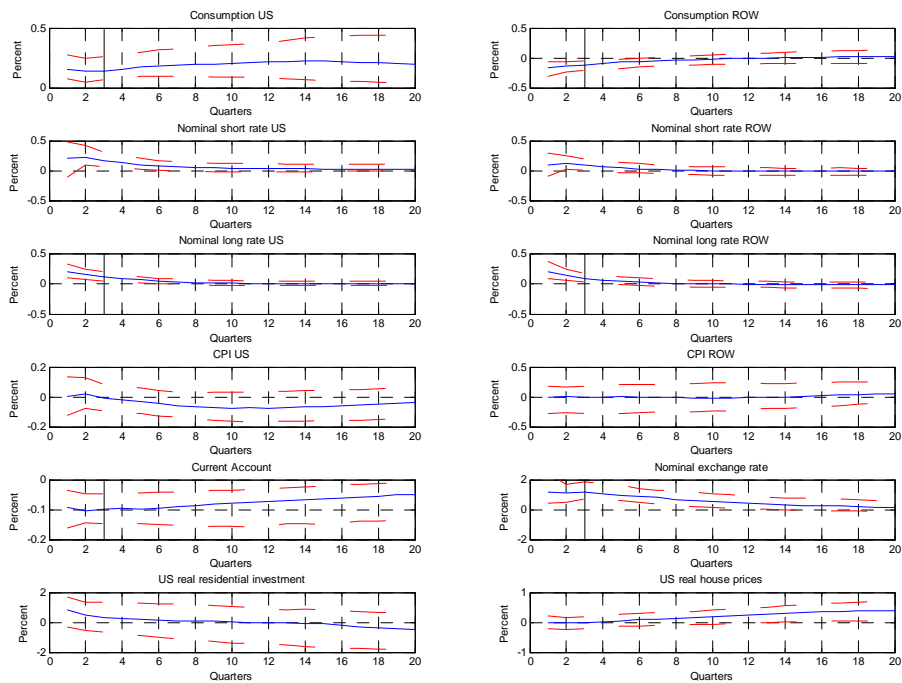 Consumption US
Consumption ROW
0.5
0
Percent
0 2 4 6 8 10 12 14 16 18 20
Quarters
0.5
0
-0.5
Percent
0 2 4 6 8 10 12 14 16 18 20
Quarters
Nominal short rate US
Nominal short rate ROW
0.5
0
-0.5
Percent
0 2 4 6 8 10 12 14 16 18 20
Quarters
0.5
0
-0.5
Percent
0 2 4 6 8 10 12 14 16 18 20
Quarters
Nominal long rate US
Nominal long rate ROW
0.5
0
-0.5
Percent
0 2 4 6 8 10 12 14 16 18 20
Quarters
0.5
0
-0.5
Percent
0 2 4 6 8 10 12 14 16 18 20
Quarters
CPI US
CPI ROW
0.2
0
-0.2
Percent
0 2 4 6 8 10 12 14 16 18 20
Quarters
0.5
0
-0.5
Percent
0 2 4 6 8 10 12 14 16 18 20
Quarters
Current Account
Nominal exchange rate
0
-0.1
-0.2
Percent
0 2 4 6 8 10 12 14 16 18 20
Quarters
2
0
-2
Percent
0 2 4 6 8 10 12 14 16 18 20
Quarters
US real residential investment
US real house prices
2
0
-2
Percent
0 2 4 6 8 10 12 14 16 18 20
Quarters
1
0
-1
Percent
0 2 4 6 8 10 12 14 16 18 20
Quarters